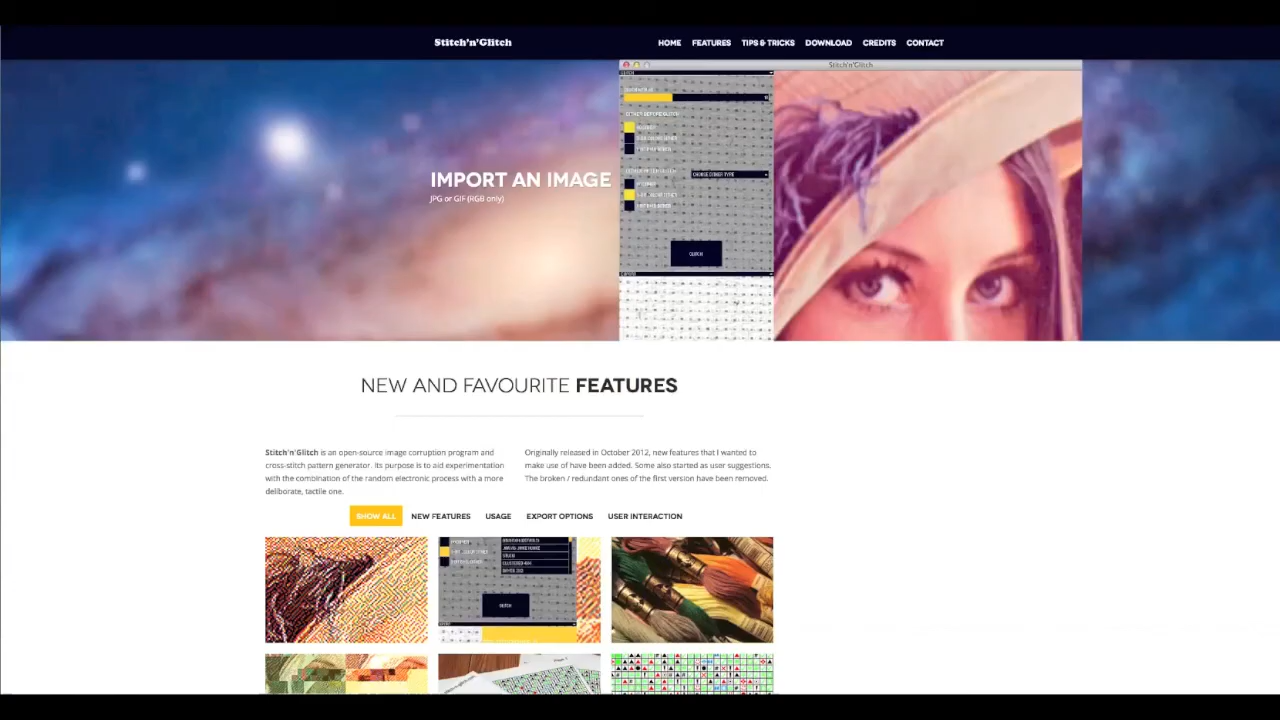 Stitch'n'Glitch
HOME FEATURES TIPS & TRICKS DOWNLOAD CREDITS CONTACT
Stitch'n'Glitch
IMPORT AN IMAGE
JPG or GIF (RGB only)
CHOOSE DITHER TYPE
GLITCH
NEW AND FAVOURITE FEATURES
Stitch'n'Glitch is an open-source image corruption program and
cross-stitch pattern generator. Its purpose is to aid experimentation
with the combination of the random electronic process with a more
deliberate, tactile one.
Originally released in October 2012, new features that I wanted to
make use of have been added. Some also started as user suggestions.
The broken / redundant ones of the first version have been removed.
SHOW ALL NEW FEATURES USAGE EXPORT OPTIONS USER INTERACTION